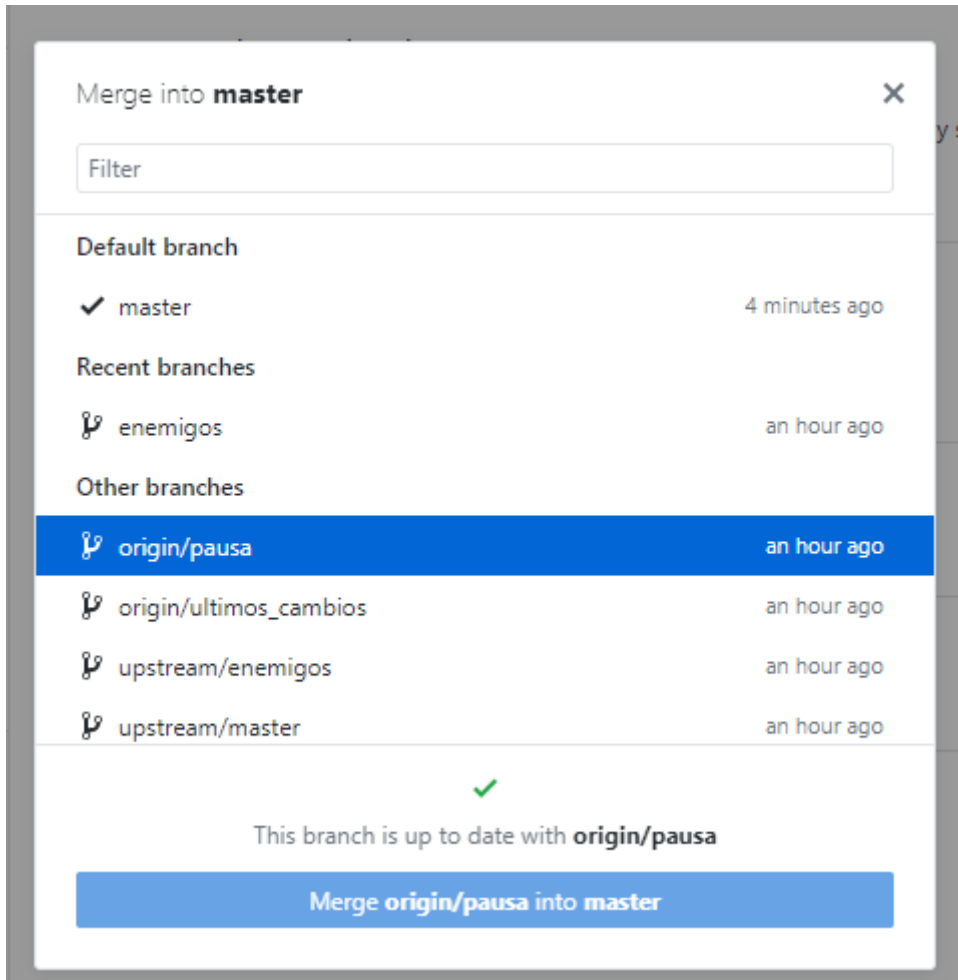 Merge into master
Filter
Default branch
master 4 minutes ago
Recent branches
enemigos an hour ago
Other branches
origin/pausa an hour ago
origin/ultimos_cambios an hour ago
upstream/enemigos an hour ago
upstream/master an hour ago
This branch is up to date with origin/pausa
Merge origin/pausa into master